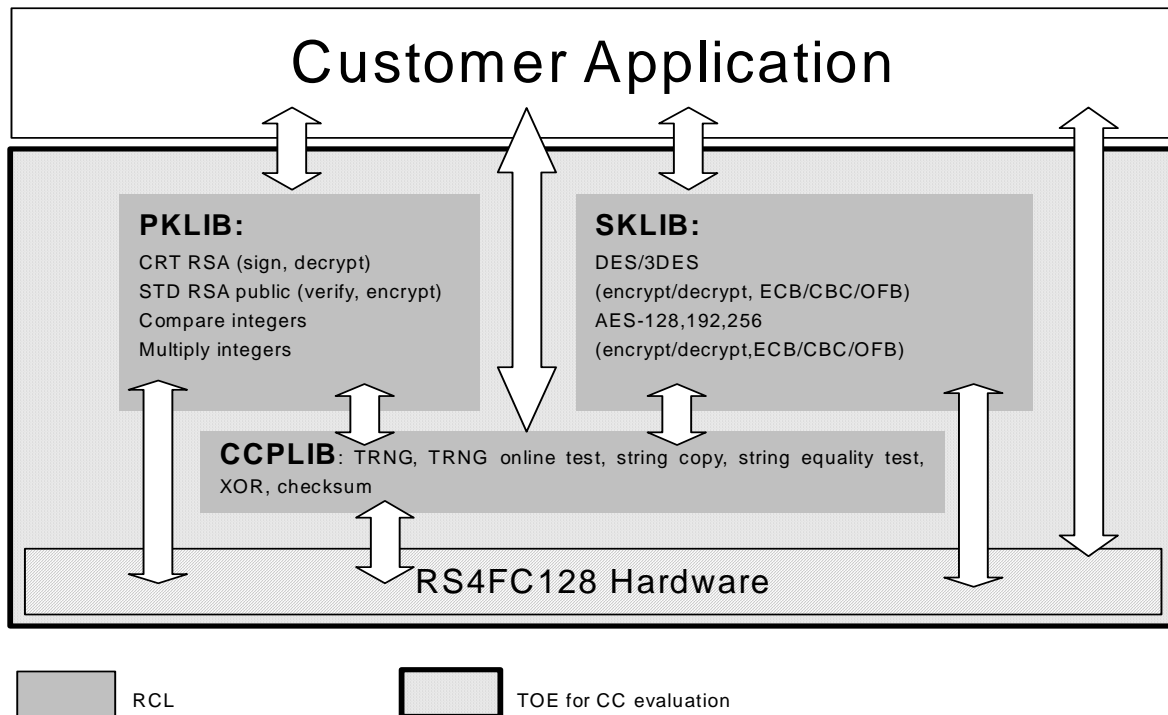 Customer Application
PKLIB:
CRT RSA (sign, decrypt)
STD RSA public (verify, encrypt)
Compare integers
Multiply integers
SKLIB:
DES/3DES
(encrypt/decrypt, ECB/CBC/OFB)
AES-128,192,256
(encrypt/decrypt,ECB/CBC/OFB)
CCPLIB: TRNG, TRNG online test, string copy, string equality test,
XOR, checksum
RS4FC128 Hardware
RCL
TOE for CC evaluation